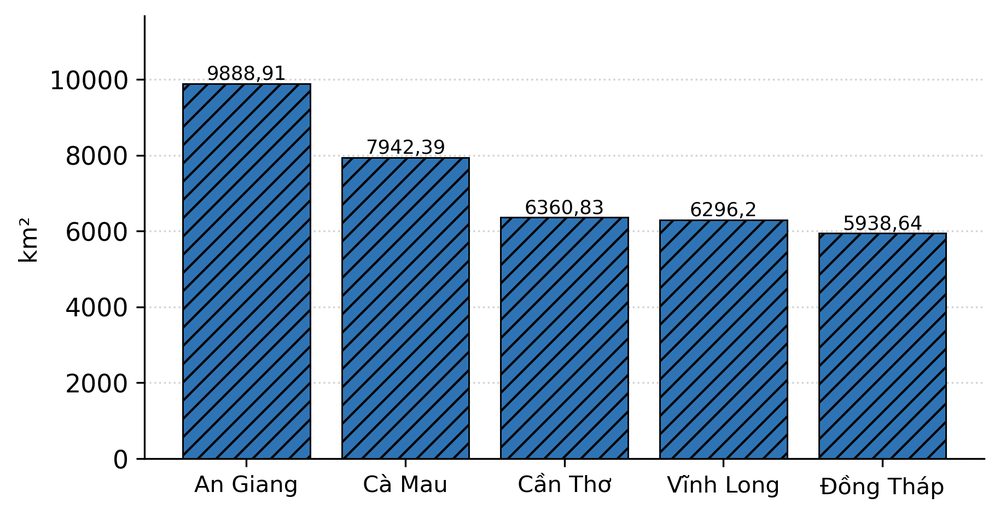 km²
10000
8000
6000
4000
2000
0
9888,91
7942,39
6360,83
6296,2
5938,64
An Giang
Cà Mau
Cần Thơ
Vĩnh Long
Đồng Tháp